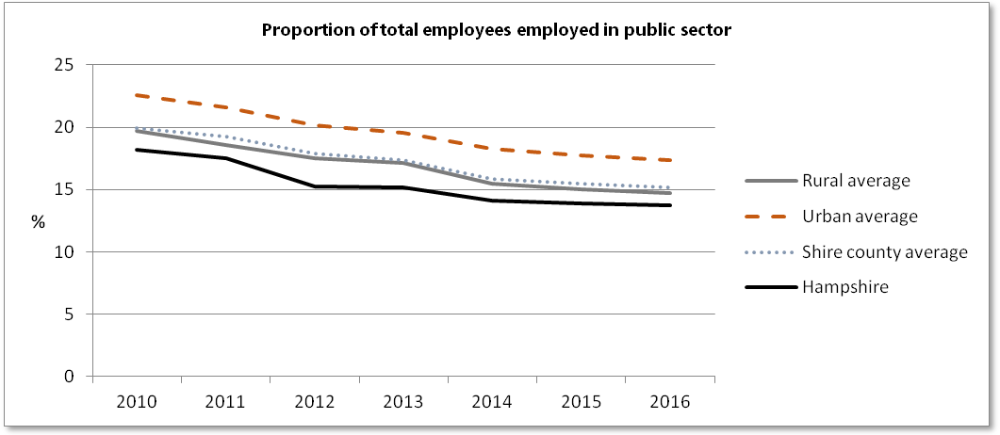 Proportion of total employees employed in public sector
25
20
15
10
5
0
%
2010 2011 2012 2013 2014 2015 2016
Rural average
Urban average
Shire county average
Hampshire